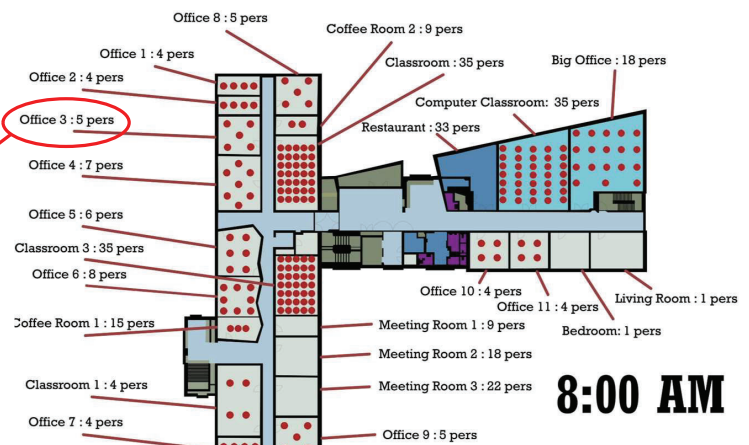 Office 8 : 5 pers
Coffee Room 2 : 9 pers
Office 1 : 4 pers
Classroom : 35 pers
Big Office : 18 pers
Office 2 : 4 pers
Computer Classroom: 35 pers
Office 3 : 5 pers
Restaurant : 33 pers
Office 4 : 7 pers
Office 5 : 6 pers
Classroom 3 : 35 pers
Office 6 : 8 pers
Office 10 : 4 pers
Office 11 : 4 pers
Living Room : 1 pers
Coffee Room 1 : 15 pers
Meeting Room 1 : 9 pers
Bedroom: 1 pers
Meeting Room 2 : 18 pers
Classroom 1 : 4 pers
Meeting Room 3 : 22 pers
8:00 AM
Office 7 : 4 pers
Office 9 : 5 pers